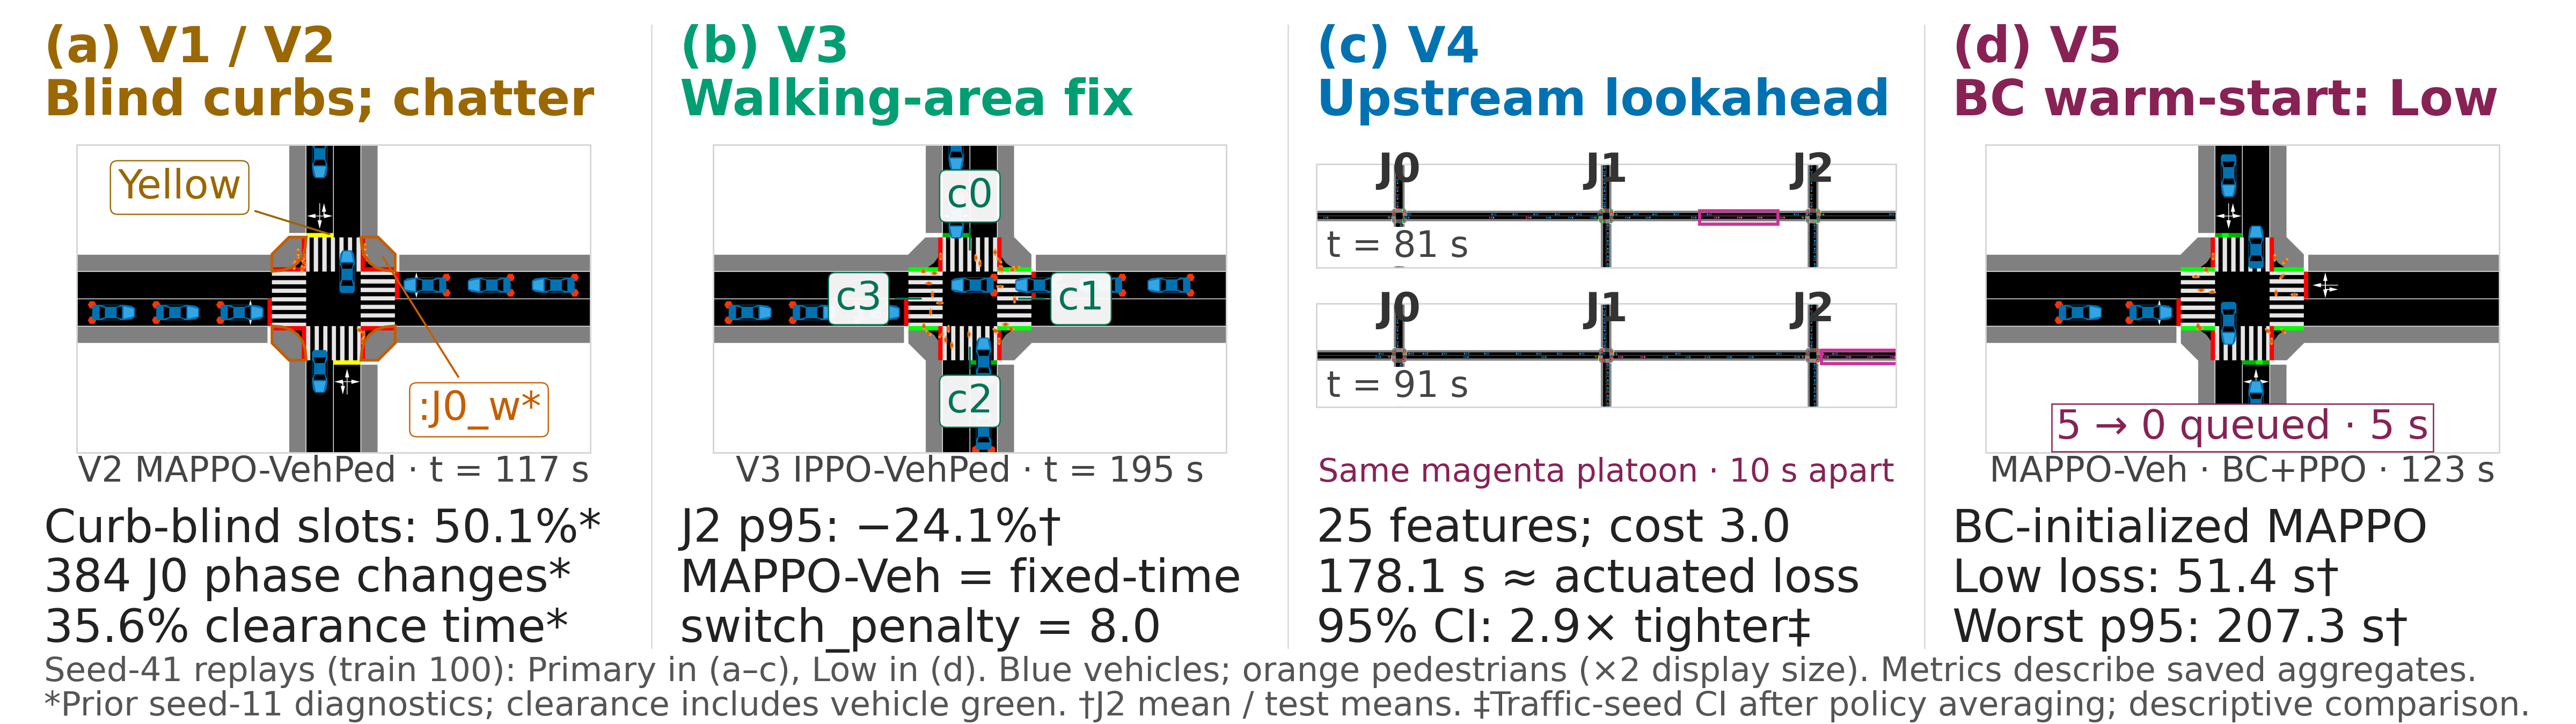 (a) V1 / V2
Blind curbs; chatter
Yellow
:J0_w*
V2 MAPPO-VehPed · t = 117 s
Curb-blind slots: 50.1%*
384 J0 phase changes*
35.6% clearance time*
(b) V3
Walking-area fix
c0
c3
c1
c2
V3 IPPO-VehPed · t = 195 s
J2 p95: −24.1%†
MAPPO-Veh = fixed-time
switch_penalty = 8.0
(c) V4
Upstream lookahead
J0 J1 J2
t = 81 s
J0 J1 J2
t = 91 s
Same magenta platoon · 10 s apart
25 features; cost 3.0
178.1 s ≈ actuated loss
95% CI: 2.9× tighter‡
(d) V5
BC warm-start: Low
5 → 0 queued · 5 s
MAPPO-Veh · BC+PPO · 123 s
BC-initialized MAPPO
Low loss: 51.4 s†
Worst p95: 207.3 s†
Seed-41 replays (train 100): Primary in (a–c), Low in (d). Blue vehicles; orange pedestrians (×2 display size). Metrics describe saved aggregates.
*Prior seed-11 diagnostics; clearance includes vehicle green. †J2 mean / test means. ‡Traffic-seed CI after policy averaging; descriptive comparison.